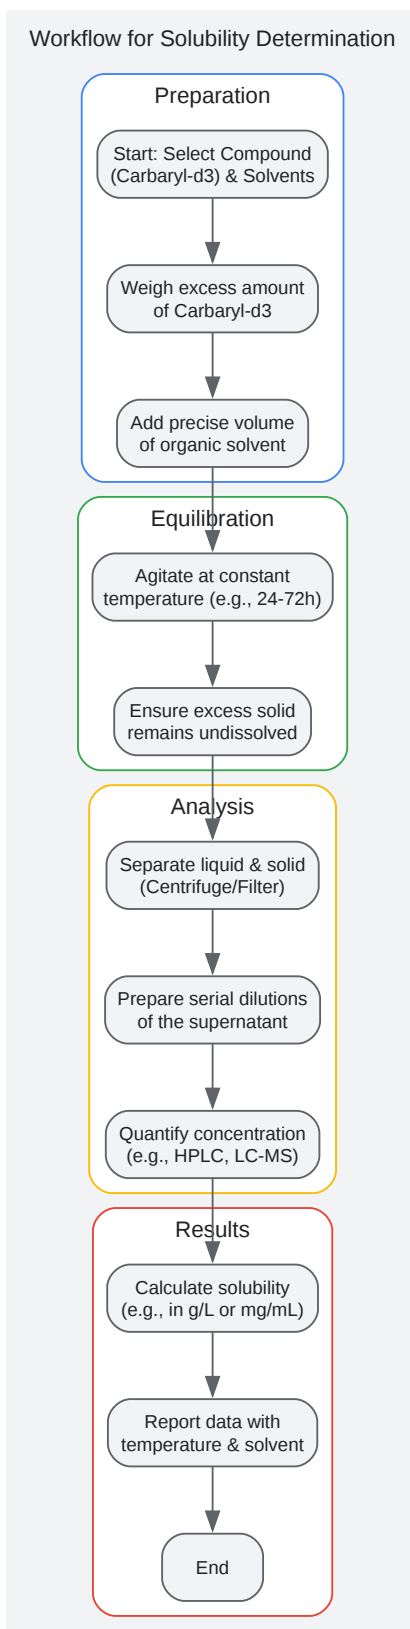 Workflow for Solubility Determination
Preparation
Start: Select Compound
(Carbaryl-d3) & Solvents
Weigh excess amount
of Carbaryl-d3
Add precise volume
of organic solvent
Equilibration
Agitate at constant
temperature (e.g., 24-72h)
Ensure excess solid
remains undissolved
Analysis
Separate liquid & solid
(Centrifuge/Filter)
Prepare serial dilutions
of the supernatant
Quantify concentration
(e.g., HPLC, LC-MS)
Results
Calculate solubility
(e.g., in g/L or mg/mL)
Report data with
temperature & solvent
End